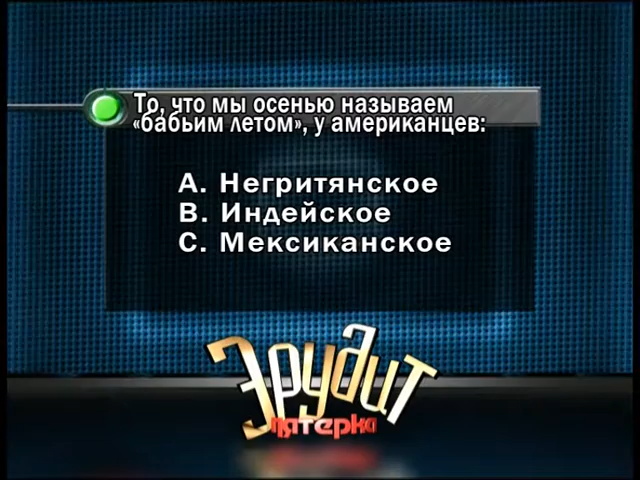 То, что мы осенью называем
«бабьим летом», у американцев:
A. Негритянское
B. Индейское
C. Мексиканское
Эрудит
пятерка